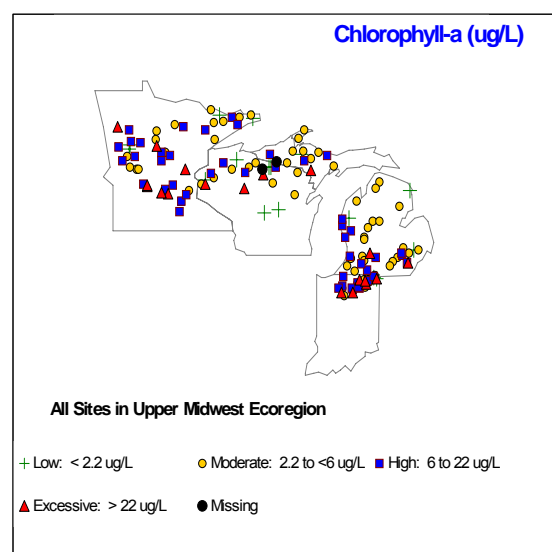 Chlorophyll-a (ug/L)
All Sites in Upper Midwest Ecoregion
Low: < 2.2 ug/L Moderate: 2.2 to <6 ug/L High: 6 to 22 ug/L
Excessive: > 22 ug/L Missing